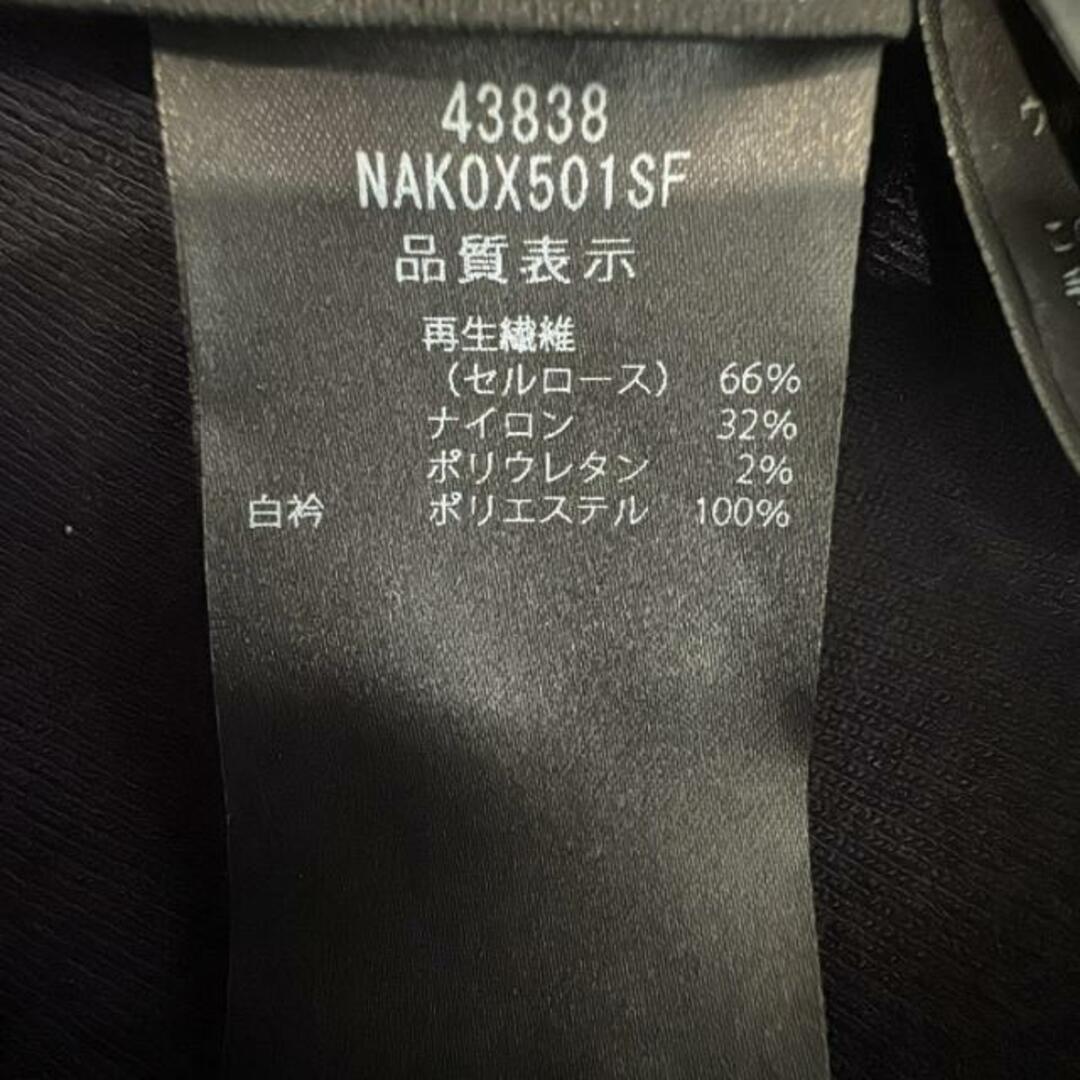 43838
NAKOX501SF
品質表示
再生繊維
(セルロース) 66%
ナイロン 32%
ポリウレタン 2%
白衿 ポリエステル 100%